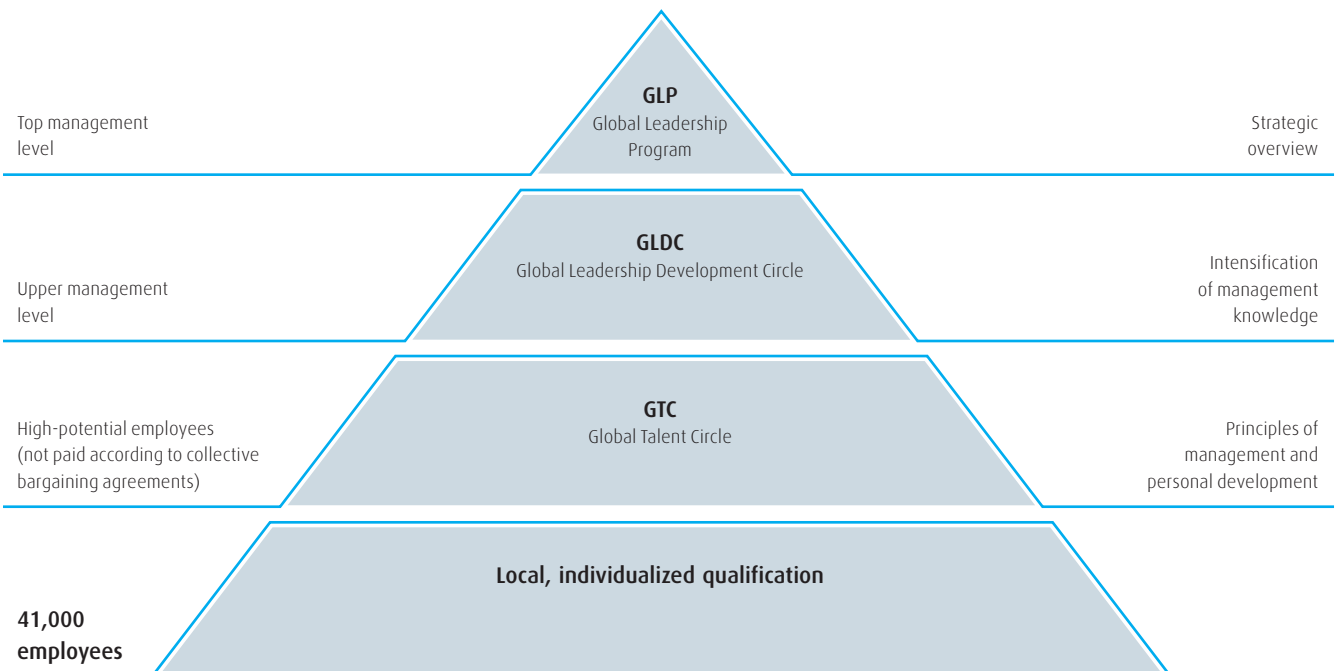 GLP
Global Leadership
Program
Top management
level
Strategic
overview
GLDC
Global Leadership Development Circle
Upper management
level
Intensification
of management
knowledge
GTC
Global Talent Circle
High-potential employees
(not paid according to collective
bargaining agreements)
Principles of
management and
personal development
Local, individualized qualification
41,000
employees